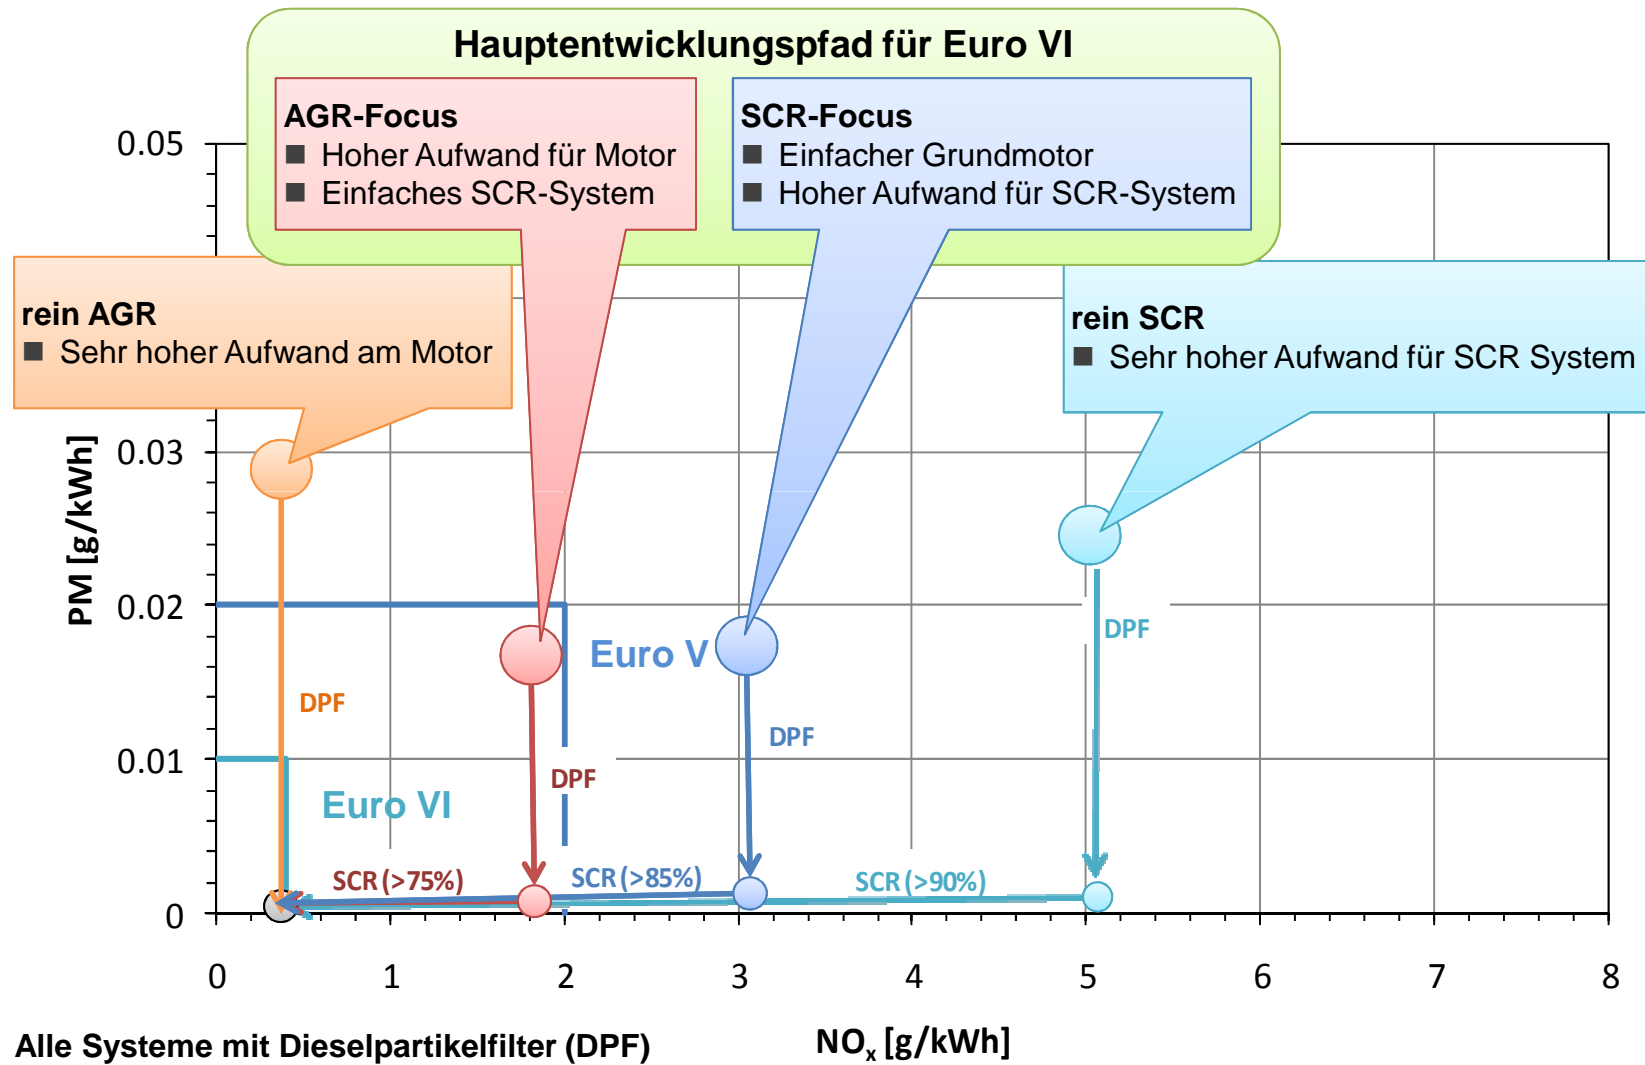 Hauptentwicklungspfad für Euro VI
AGR-Focus
■ Hoher Aufwand für Motor
■ Einfaches SCR-System
SCR-Focus
■ Einfacher Grundmotor
■ Hoher Aufwand für SCR-System
rein AGR
■ Sehr hoher Aufwand am Motor
rein SCR
■ Sehr hoher Aufwand für SCR System
0.05
0.03
0.02
0.01
0
PM [g/kWh]
Euro V
Euro VI
DPF
DPF
DPF
DPF
SCR (>75%)
SCR (>85%)
SCR (>90%)
0 1 2 3 4 5 6 7 8
NOx [g/kWh]
Alle Systeme mit Dieselpartikelfilter (DPF)